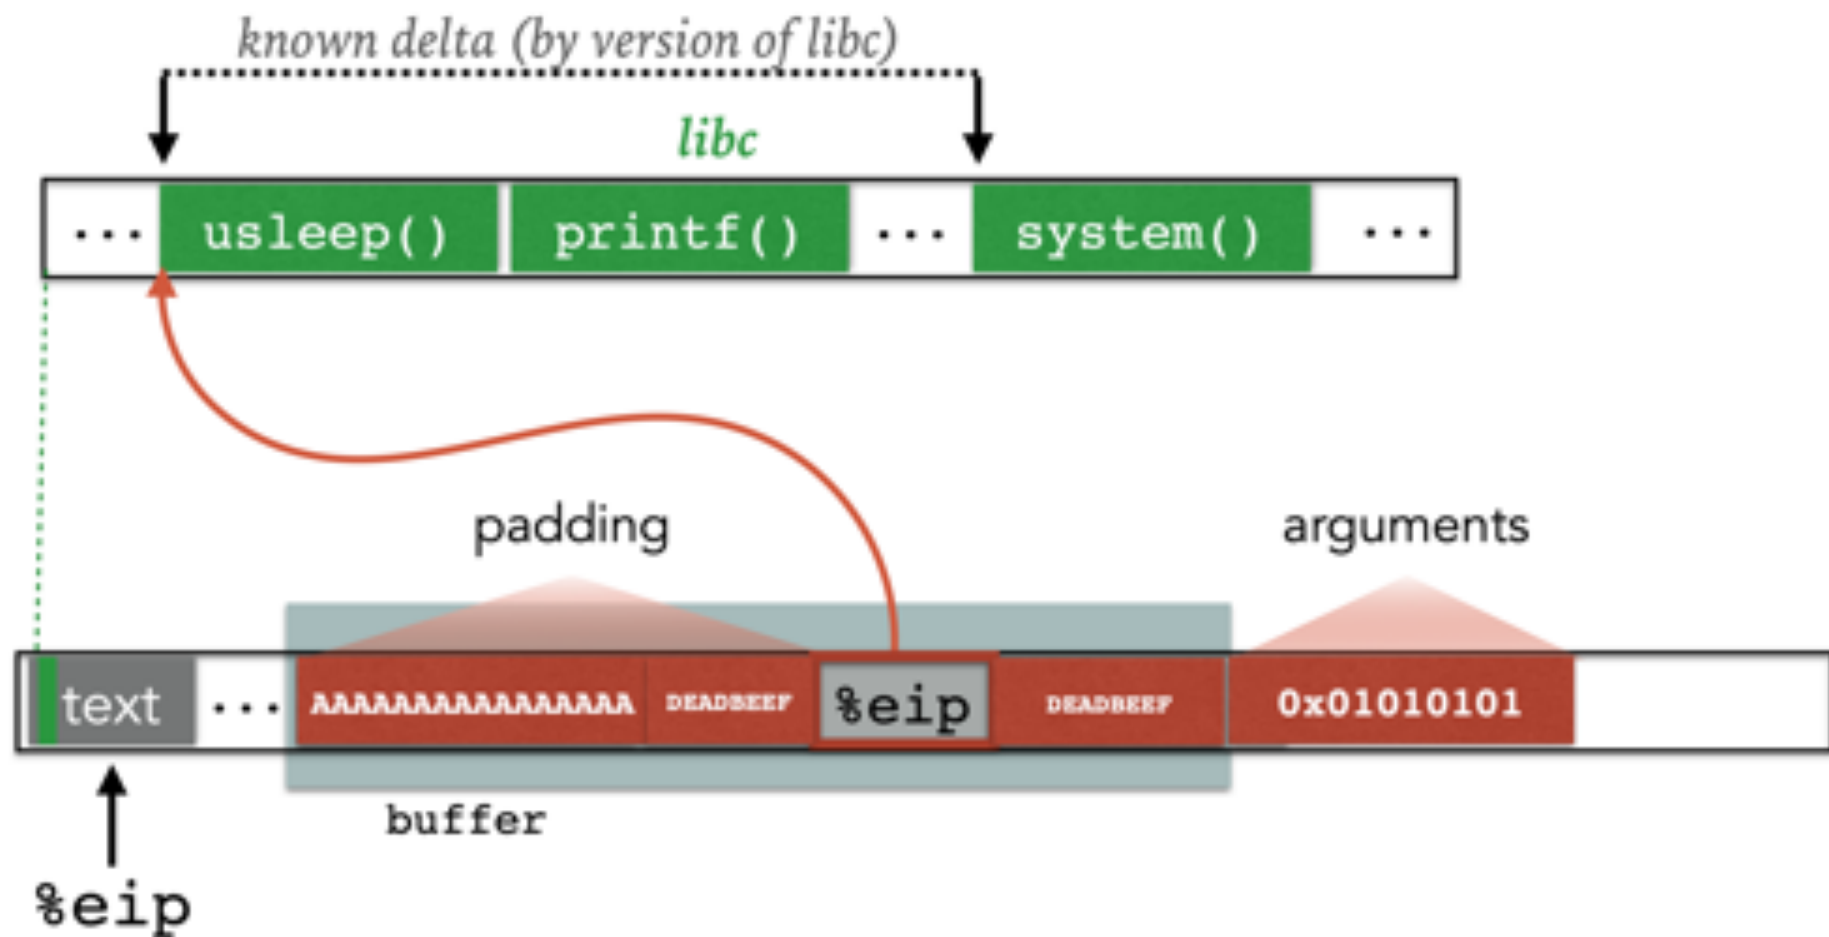 known delta (by version of libc)
libc
... usleep() printf() ... system() ...
padding arguments
text ... AAAAAAAAAAAAAAAA DEADBEEF %eip DEADBEEF 0x01010101
buffer
%eip